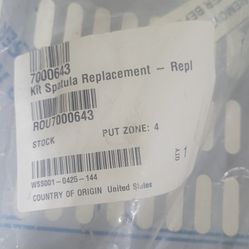 7000643
Kit Spatula Replacement — Repl
ROU7000643
STOCK
PUT ZONE: 4
QTY 1
WSS001-0425-144
COUNTRY OF ORIGIN United States